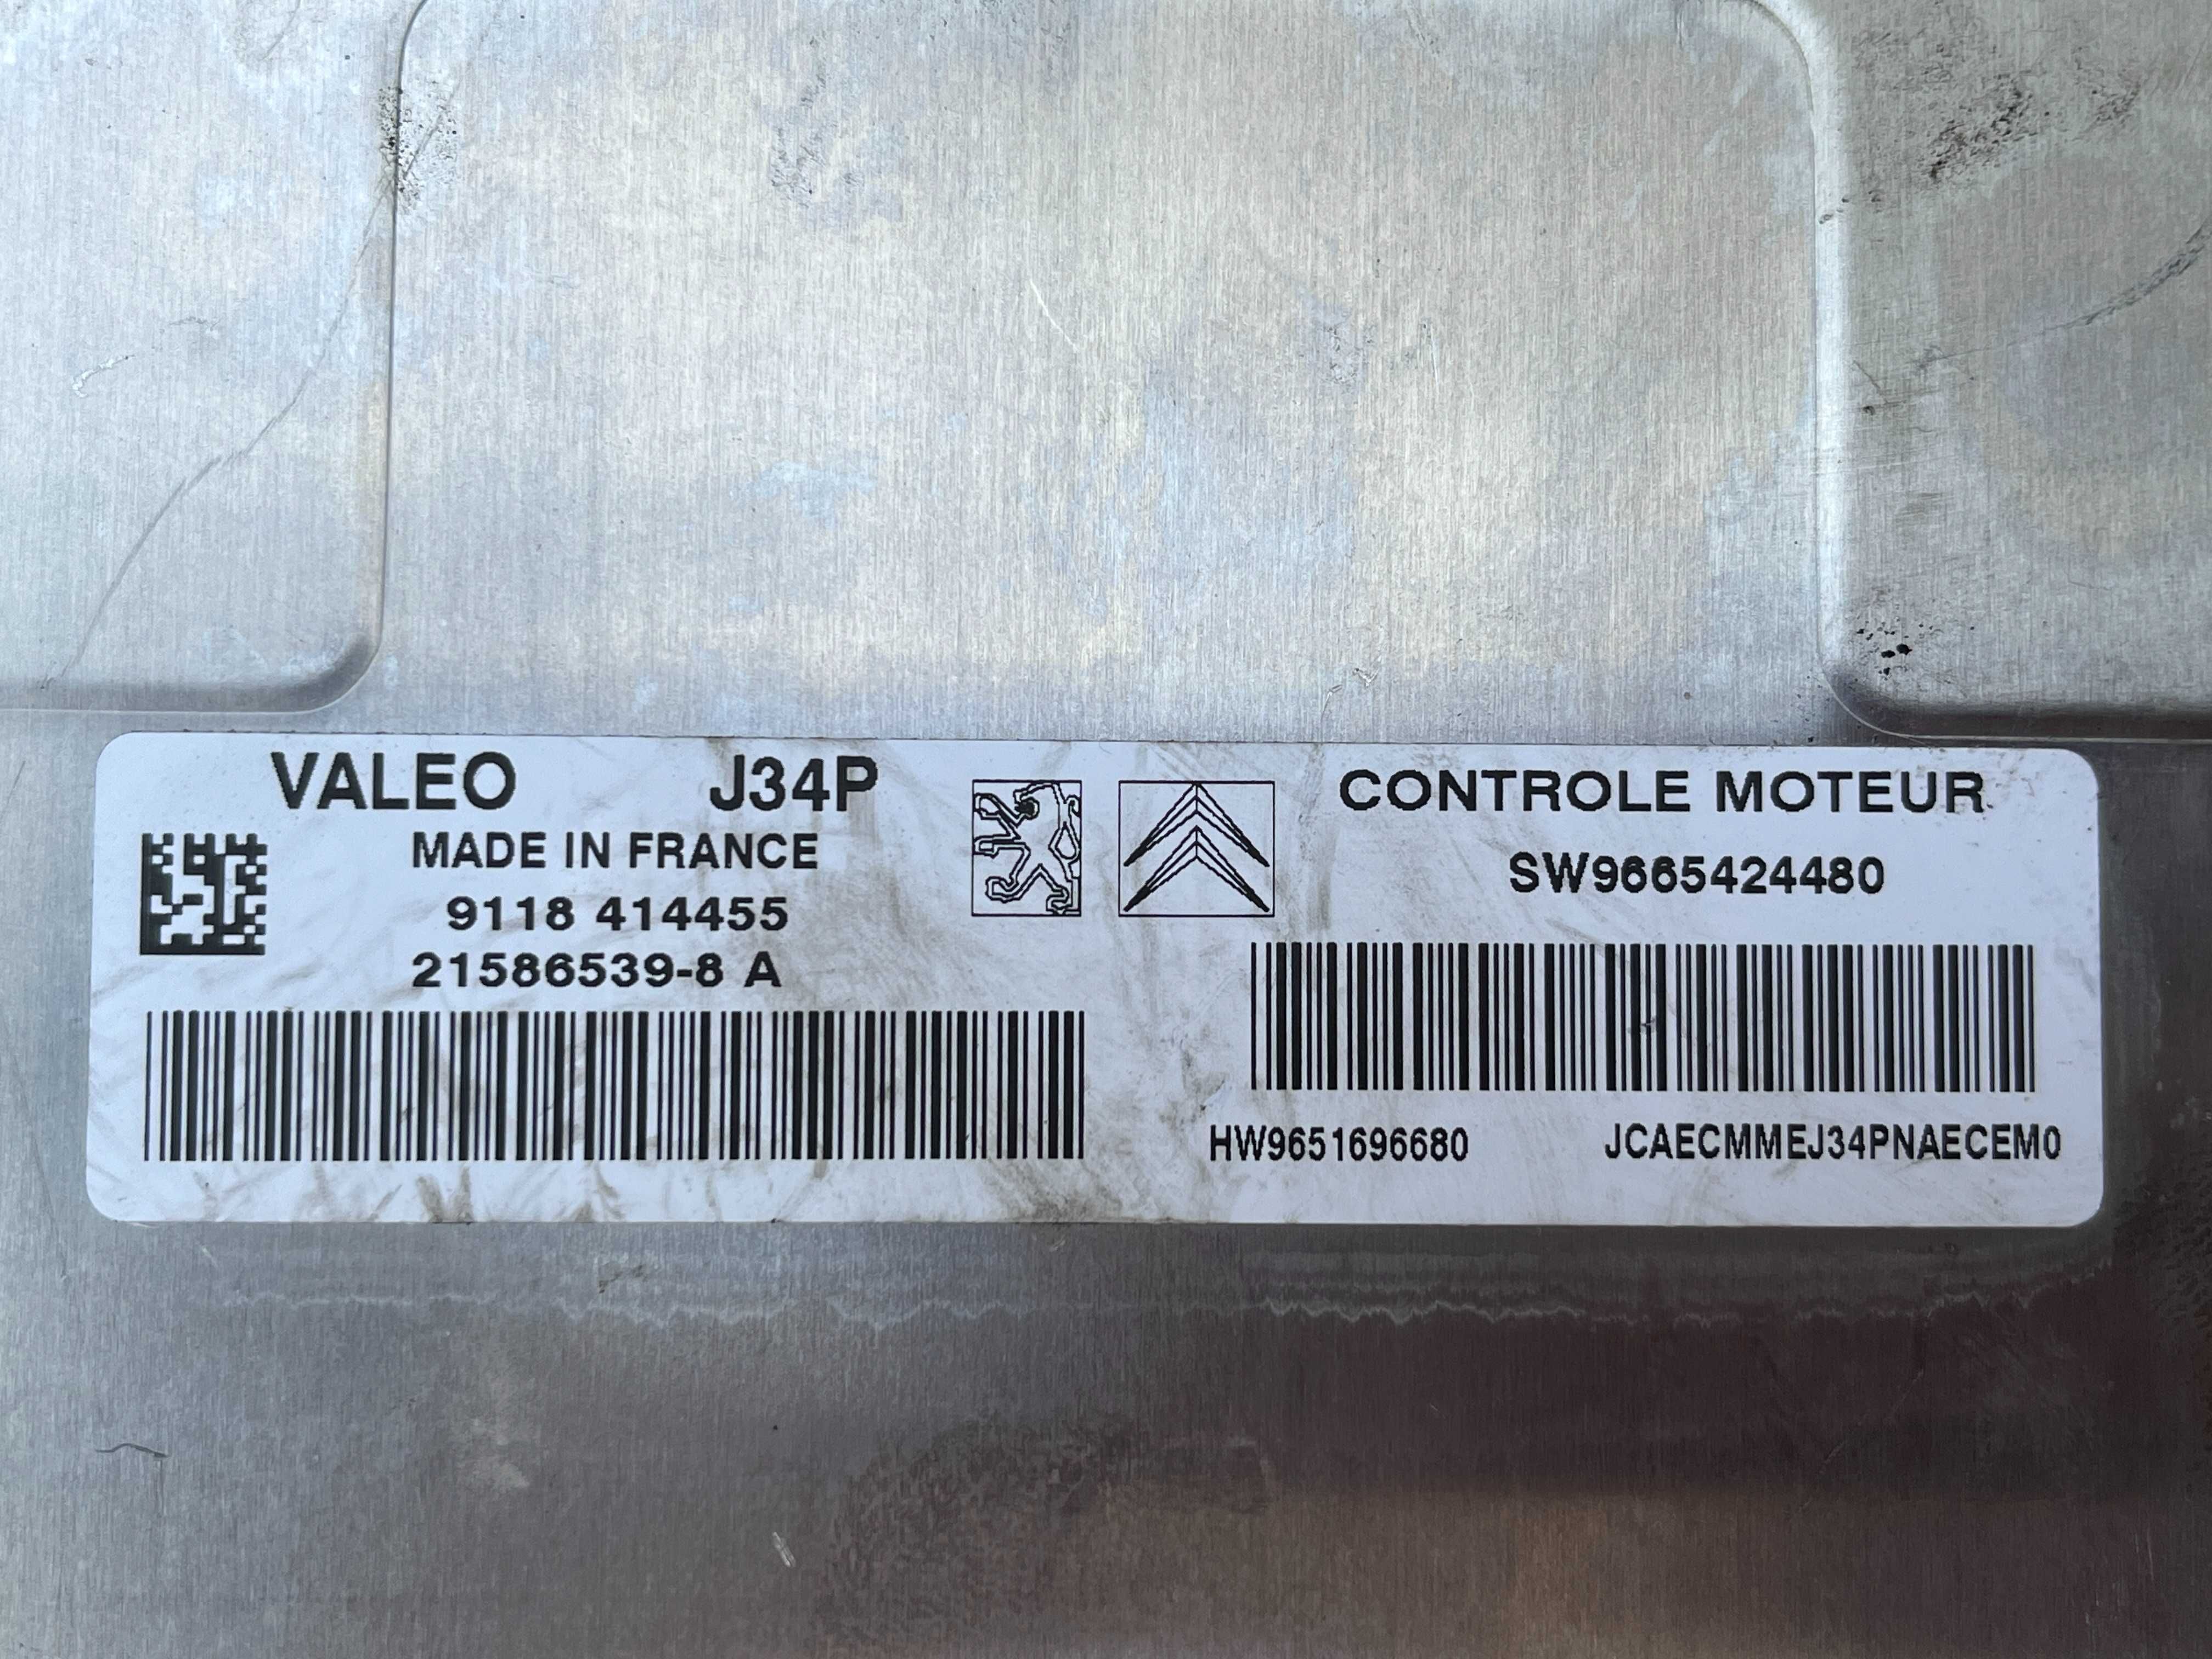 VALEO J34P
MADE IN FRANCE
9118 414455
21586539-8 A
CONTROLE MOTEUR
SW9665424480
HW9651696680 JCAECMMEJ34PNAECEM0